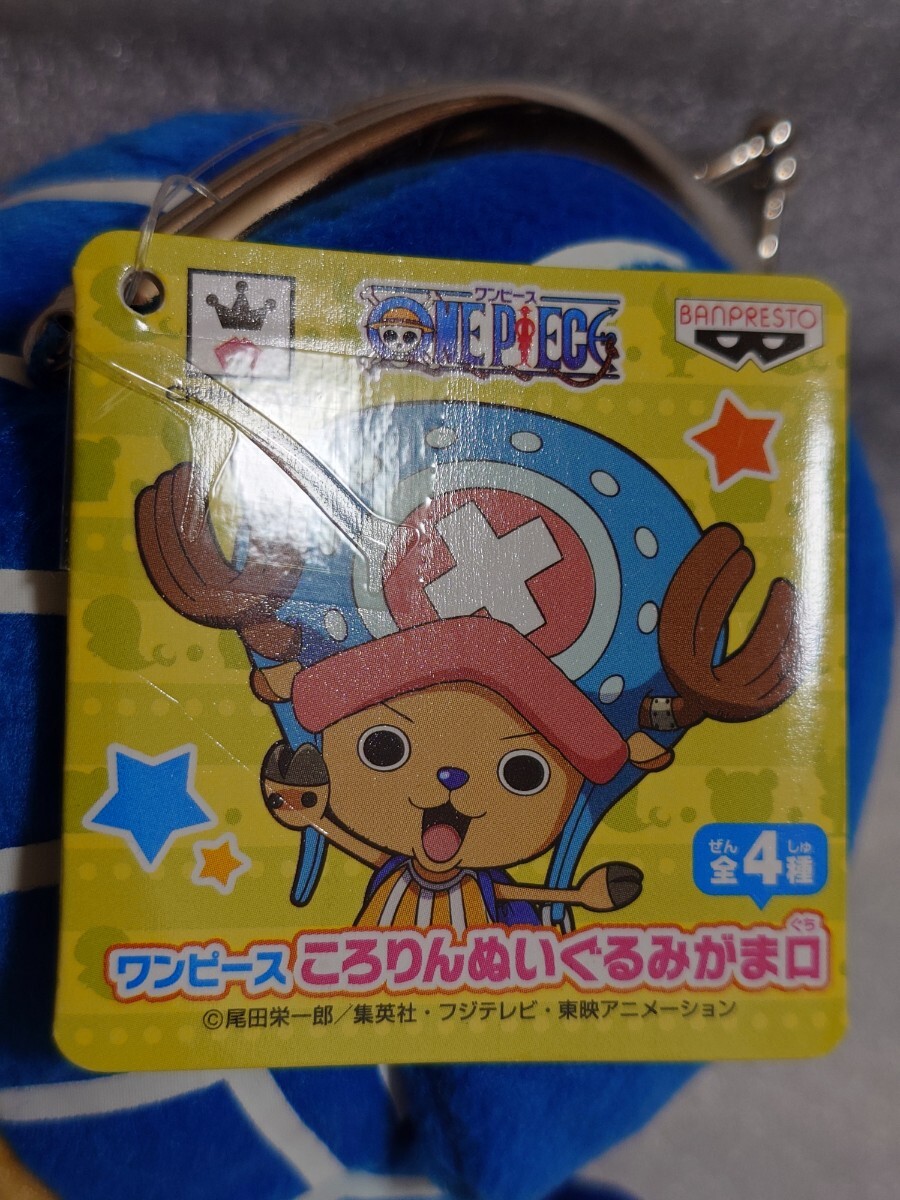 ワンピース
ONE PIECE
BANPRESTO
ぜん しゅ
全4種
ぐち
ワンピース ころりんぬいぐるみがま口
©尾田栄一郎／集英社・フジテレビ・東映アニメーション